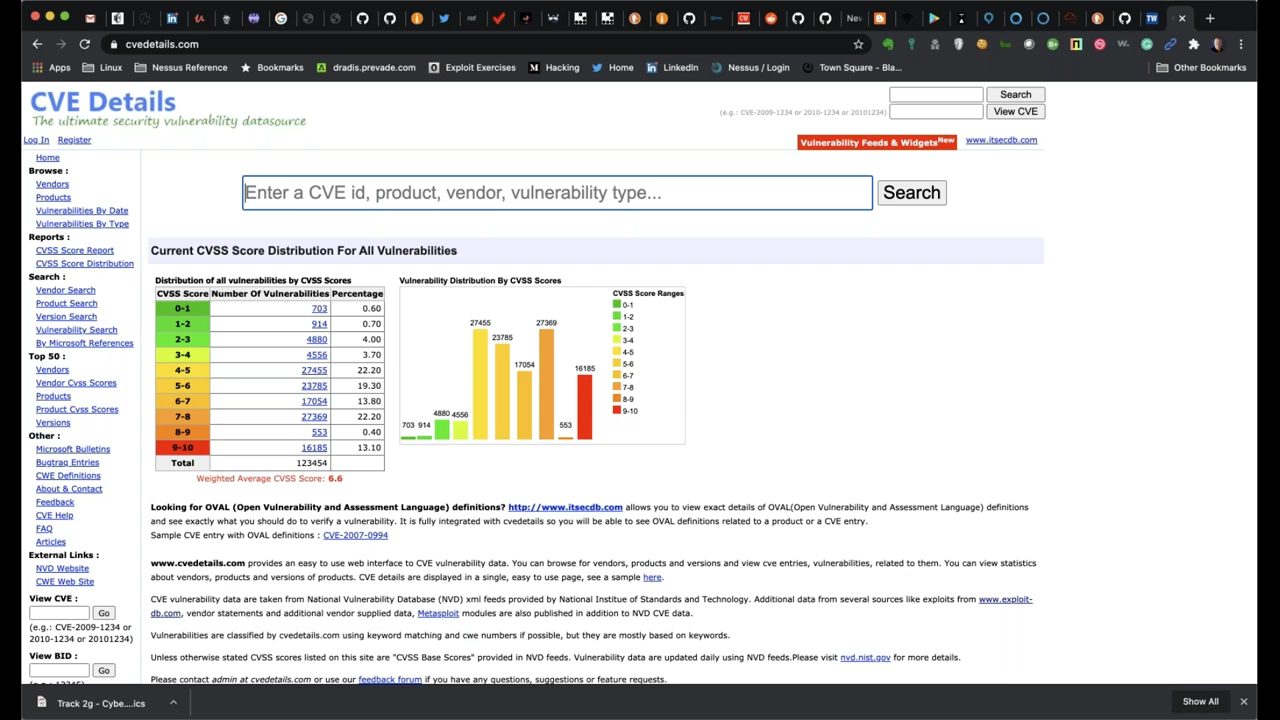 New
TW
cvedetails.com
Apps
Linux
Nessus Reference
Bookmarks
dradis.prevade.com
Exploit Exercises
Hacking
Home
LinkedIn
Nessus / Login
Town Square - Bla...
Other Bookmarks
CVE Details
The ultimate security vulnerability datasource
Search
(e.g.: CVE-2009-1234 or 2010-1234 or 20101234)
View CVE
Log In Register
Vulnerability Feeds & Widgets New
www.itsecdb.com
Home
Browse :
Vendors
Products
Vulnerabilities By Date
Vulnerabilities By Type
Reports :
CVSS Score Report
CVSS Score Distribution
Search :
Vendor Search
Product Search
Version Search
Vulnerability Search
By Microsoft References
Top 50 :
Vendors
Vendor Cvss Scores
Products
Product Cvss Scores
Versions
Other :
Microsoft Bulletins
Bugtraq Entries
CWE Definitions
About & Contact
Feedback
CVE Help
FAQ
Articles
External Links :
NVD Website
CWE Web Site
View CVE :
Go
(e.g.: CVE-2009-1234 or
2010-1234 or 20101234)
View BID :
Go
(e.g.: 12345)
Enter a CVE id, product, vendor, vulnerability type...
Search
Current CVSS Score Distribution For All Vulnerabilities
Distribution of all vulnerabilities by CVSS Scores
CVSS Score Number Of Vulnerabilities Percentage
0-1 703 0.60
1-2 914 0.70
2-3 4880 4.00
3-4 4556 3.70
4-5 27455 22.20
5-6 23785 19.30
6-7 17054 13.80
7-8 27369 22.20
8-9 553 0.40
9-10 16185 13.10
Total 123454
Weighted Average CVSS Score: 6.6
Vulnerability Distribution By CVSS Scores
703 914 4880 4556 27455 23785 17054 27369 553 16185
CVSS Score Ranges
0-1
1-2
2-3
3-4
4-5
5-6
6-7
7-8
8-9
9-10
Looking for OVAL (Open Vulnerability and Assessment Language) definitions? http://www.itsecdb.com allows you to view exact details of OVAL(Open Vulnerability and Assessment Language) definitions
and see exactly what you should do to verify a vulnerability. It is fully integrated with cvedetails so you will be able to see OVAL definitions related to a product or a CVE entry.
Sample CVE entry with OVAL definitions : CVE-2007-0994
www.cvedetails.com provides an easy to use web interface to CVE vulnerability data. You can browse for vendors, products and versions and view cve entries, vulnerabilities, related to them. You can view statistics
about vendors, products and versions of products. CVE details are displayed in a single, easy to use page, see a sample here.
CVE vulnerability data are taken from National Vulnerability Database (NVD) xml feeds provided by National Institue of Standards and Technology. Additional data from several sources like exploits from www.exploit-
db.com, vendor statements and additional vendor supplied data, Metasploit modules are also published in addition to NVD CVE data.
Vulnerabilities are classified by cvedetails.com using keyword matching and cwe numbers if possible, but they are mostly based on keywords.
Unless otherwise stated CVSS scores listed on this site are "CVSS Base Scores" provided in NVD feeds. Vulnerability data are updated daily using NVD feeds.Please visit nvd.nist.gov for more details.
Please contact admin at cvedetails.com or use our feedback forum if you have any questions, suggestions or feature requests.
Track 2g - Cybe....ics
Show All